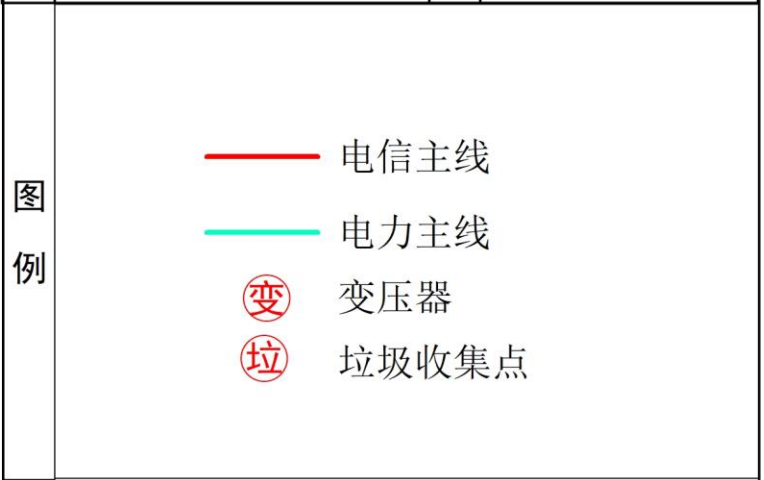 图例
电信主线
电力主线
变 变压器
垃 垃圾收集点